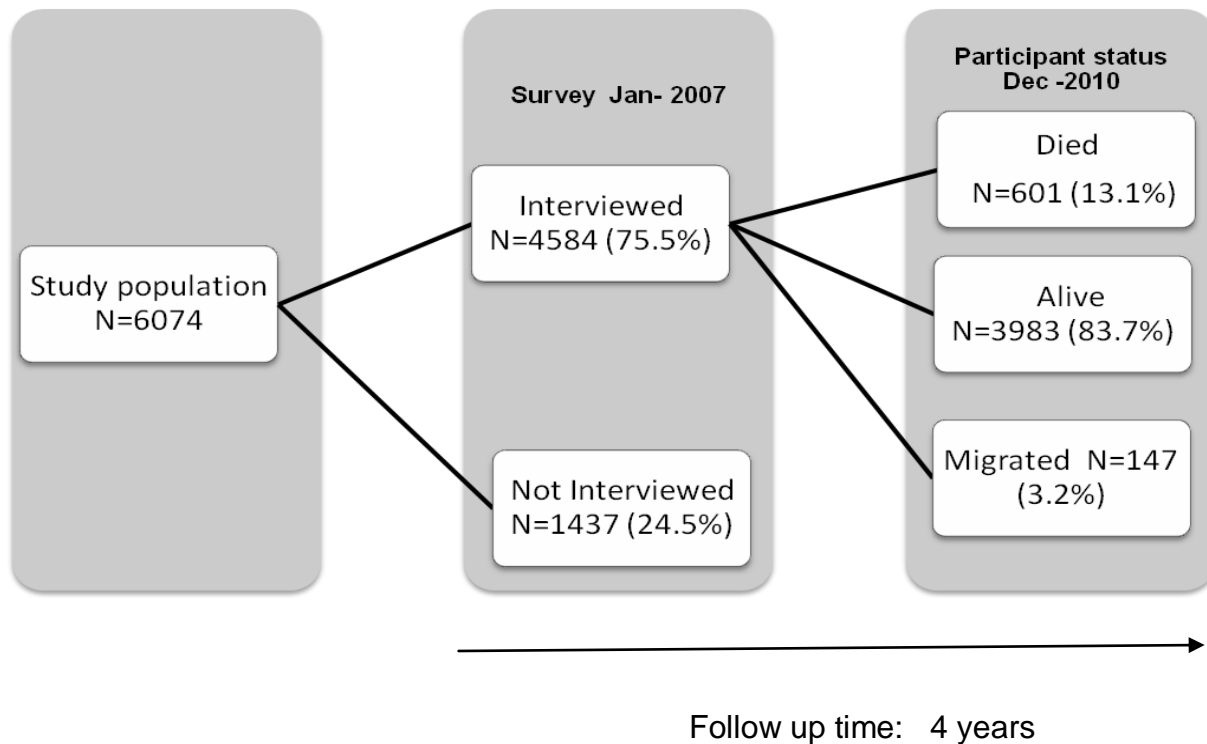 Study population
N=6074
Survey Jan- 2007
Interviewed
N=4584 (75.5%)
Not Interviewed
N=1437 (24.5%)
Participant status
Dec -2010
Died
N=601 (13.1%)
Alive
N=3983 (83.7%)
Migrated N=147
(3.2%)
Follow up time: 4 years